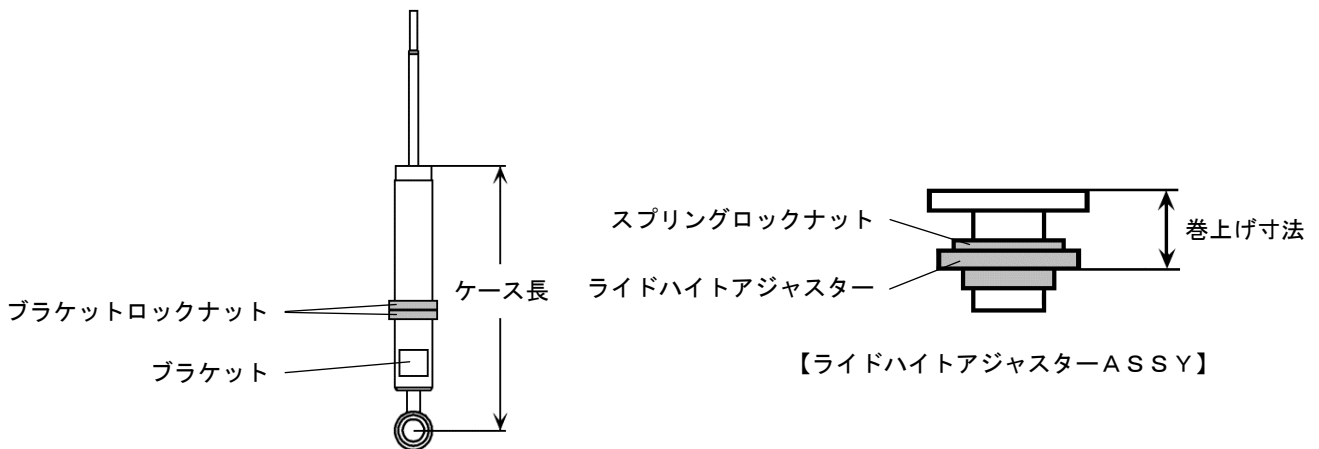 ケース長
ブラケットロックナット
ブラケット
スプリングロックナット
ライドハイトアジャスター
巻上げ寸法
【ライドハイトアジャスターＡＳＳＹ】